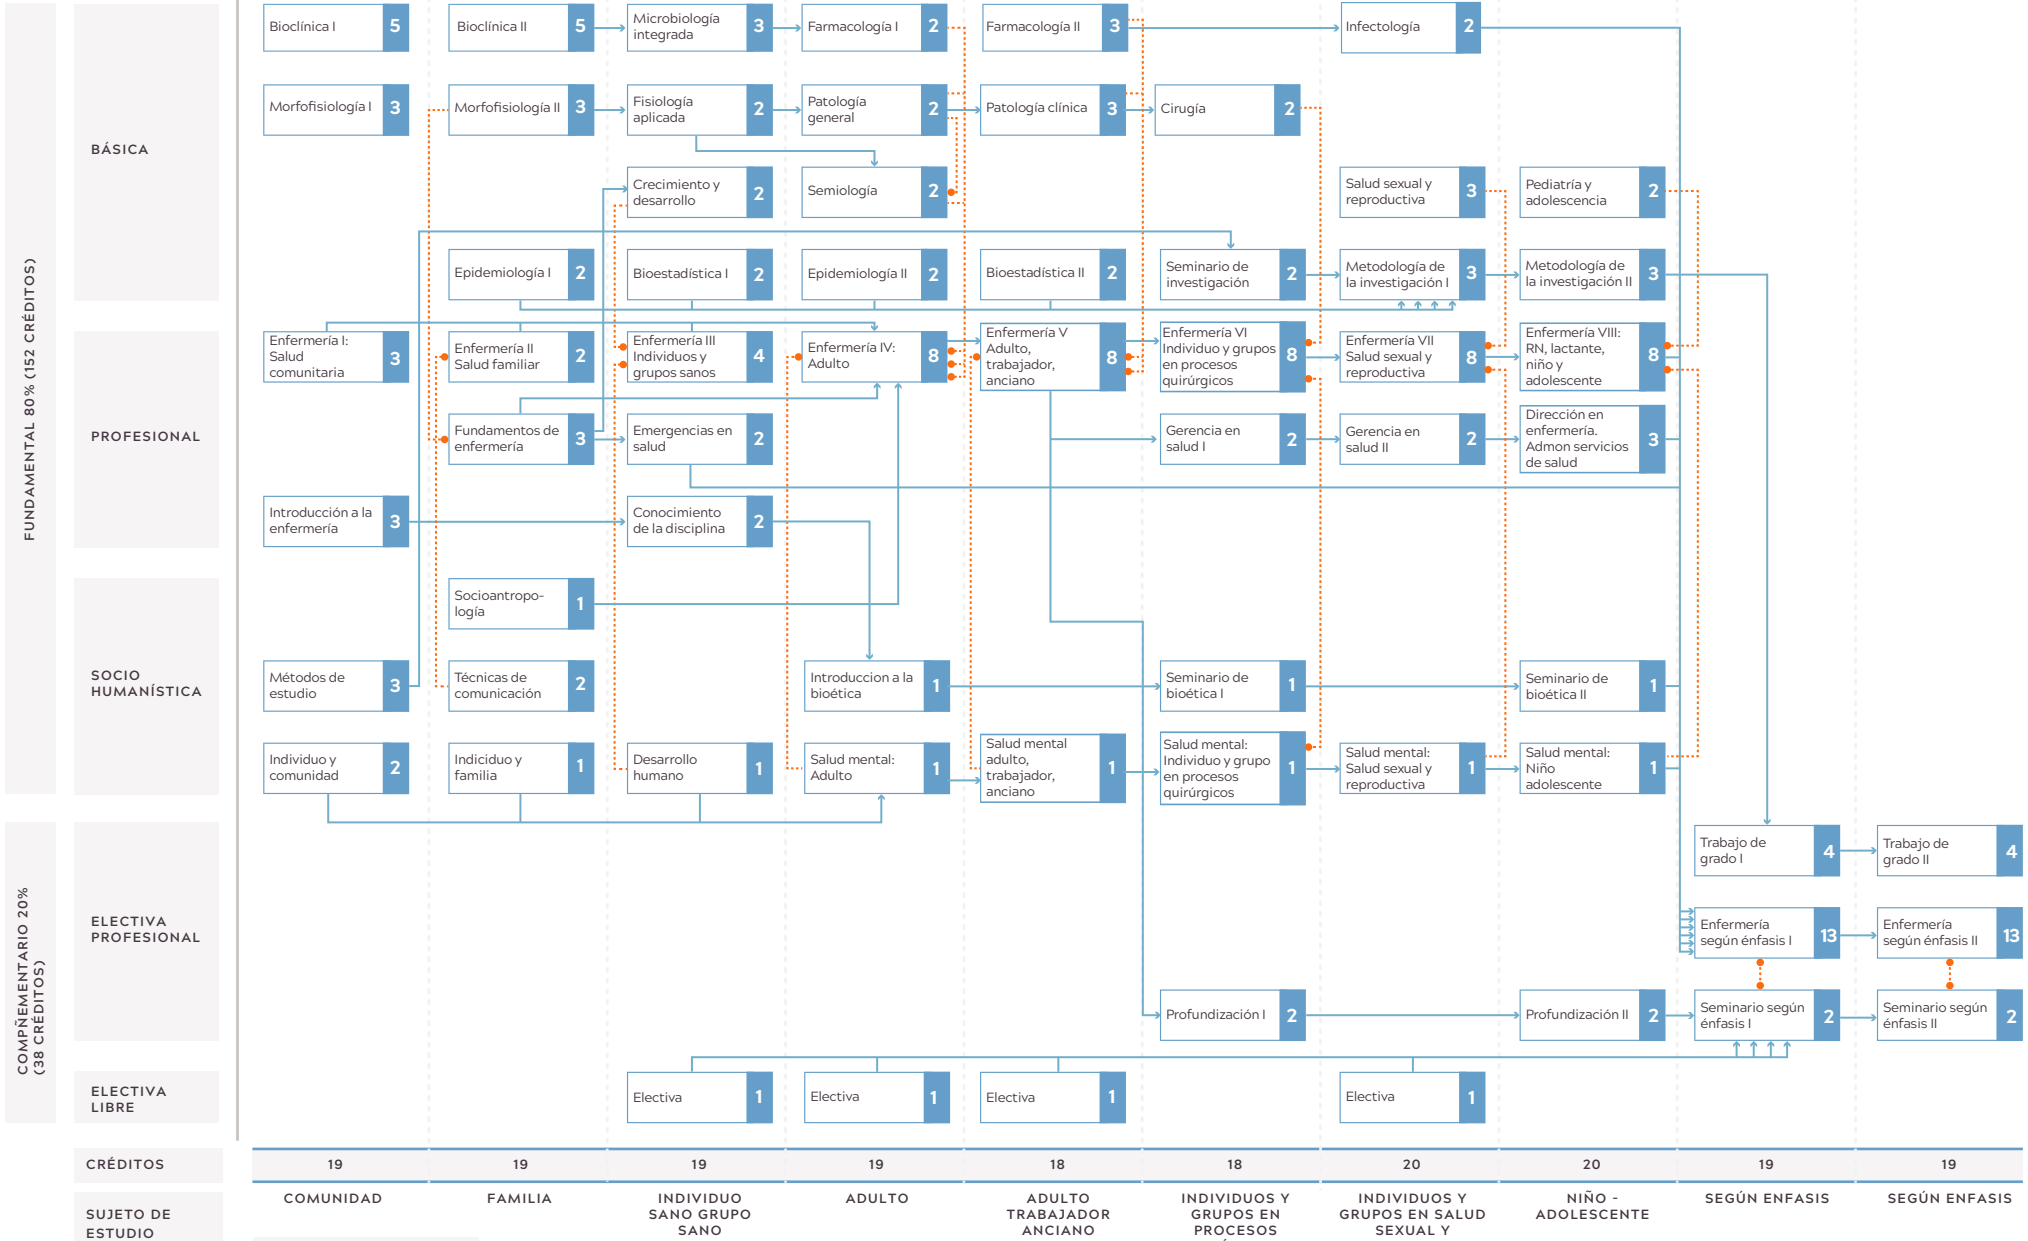 FUNDAMENTAL 80% (152 CRÉDITOS)
BÁSICA
Bioclínica I 5
Bioclínica II 5
Microbiología
integrada 3
Farmacología I 2
Farmacología II 3
Infectología 2
Morfofisiología I 3
Morfofisiología II 3
Fisiología
aplicada 2
Patología
general 2
Patología clínica 3
Cirugía 2
Crecimiento y
desarrollo 2
Semiología 2
Salud sexual y
reproductiva 3
Pediatría y
adolescencia 2
Epidemiología I 2
Bioestadística I 2
Epidemiología II 2
Bioestadística II 2
Seminario de
investigación 2
Metodología de
la investigación I 3
Metodología de
la investigación II 3
PROFESIONAL
Enfermería I:
Salud
comunitaria 3
Enfermería II
Salud familiar 2
Enfermería III
Individuos y
grupos sanos 4
Enfermería IV:
Adulto 8
Enfermería V
Adulto,
trabajador,
anciano 8
Enfermería VI
Individuo y grupos
en procesos
quirúrgicos 8
Enfermería VII
Salud sexual y
reproductiva 8
Enfermería VIII:
RN, lactante,
niño y
adolescente 8
Fundamentos de
enfermería 3
Emergencias en
salud 2
Gerencia en
salud I 2
Gerencia en
salud II 2
Dirección en
enfermería.
Admon servicios
de salud 3
Introducción a la
enfermería 3
Conocimiento
de la disciplina 2
SOCIO
HUMANÍSTICA
Socioantropo-
logía 1
Métodos de
estudio 3
Técnicas de
comunicación 2
Introduccion a la
bioética 1
Seminario de
bioética I 1
Seminario de
bioética II 1
Individuo y
comunidad 2
Indiciduo y
familia 1
Desarrollo
humano 1
Salud mental:
Adulto 1
Salud mental
adulto,
trabajador,
anciano 1
Salud mental:
Individuo y grupo
en procesos
quirúrgicos 1
Salud mental:
Salud sexual y
reproductiva 1
Salud mental:
Niño
adolescente 1
COMPÑEMENTARIO 20%
(38 CRÉDITOS)
ELECTIVA
PROFESIONAL
Trabajo de
grado I 4
Trabajo de
grado II 4
Enfermería
según énfasis I 13
Enfermería
según énfasis II 13
Profundización I 2
Profundización II 2
Seminario según
énfasis I 2
Seminario según
énfasis II 2
ELECTIVA
LIBRE
Electiva 1
Electiva 1
Electiva 1
Electiva 1
CRÉDITOS 19 19 19 19 18 18 20 20 19 19
SUJETO DE
ESTUDIO
COMUNIDAD
FAMILIA
INDIVIDUO
SANO GRUPO
SANO
ADULTO
ADULTO
TRABAJADOR
ANCIANO
INDIVIDUOS Y
GRUPOS EN
PROCESOS
INDIVIDUOS Y
GRUPOS EN SALUD
SEXUAL Y
NIÑO -
ADOLESCENTE
SEGÚN ENFASIS
SEGÚN ENFASIS